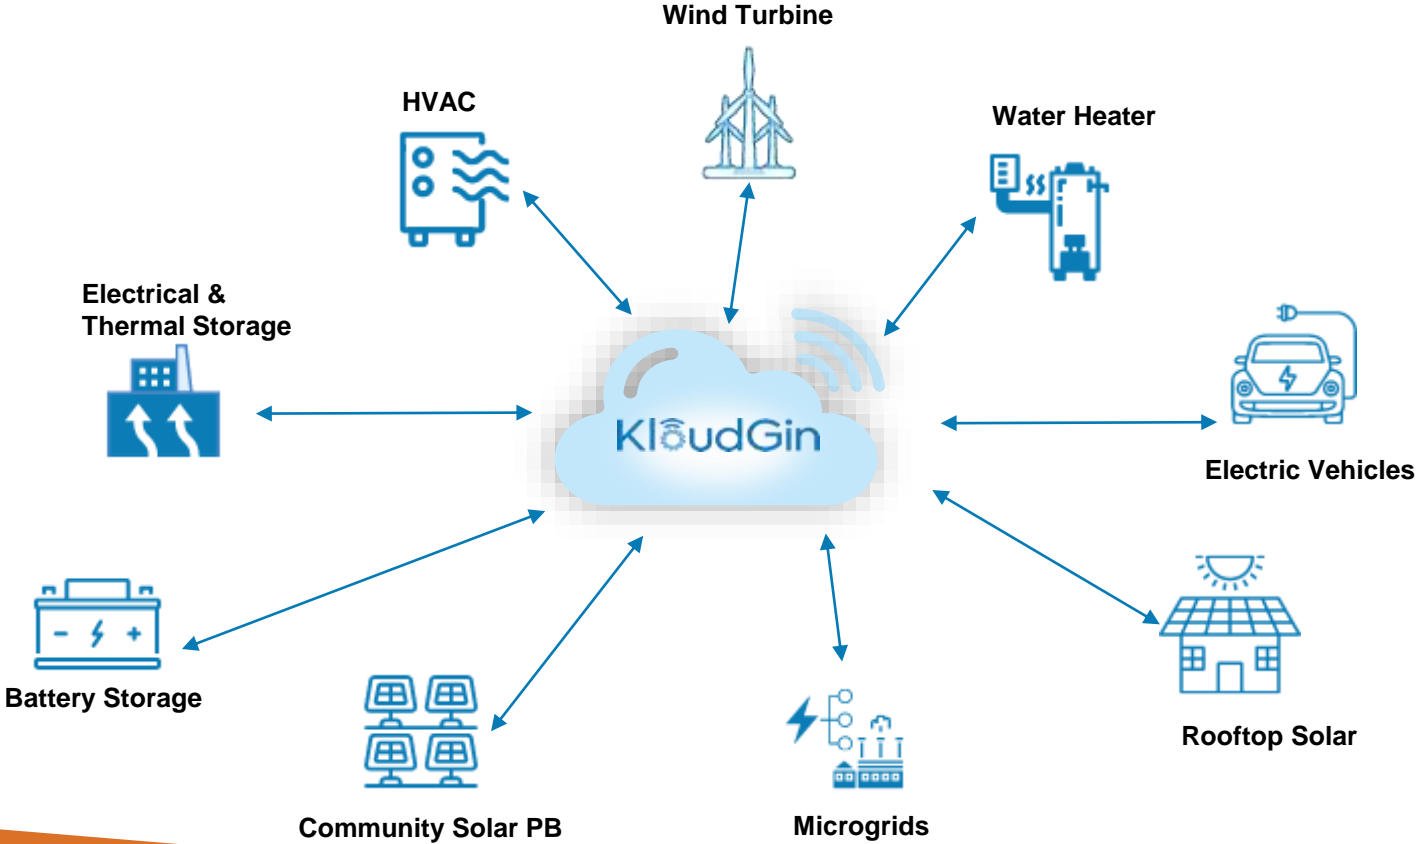 Wind Turbine
HVAC
Water Heater
Electrical &
Thermal Storage
KloudGin
Electric Vehicles
Battery Storage
Rooftop Solar
Community Solar PB
Microgrids